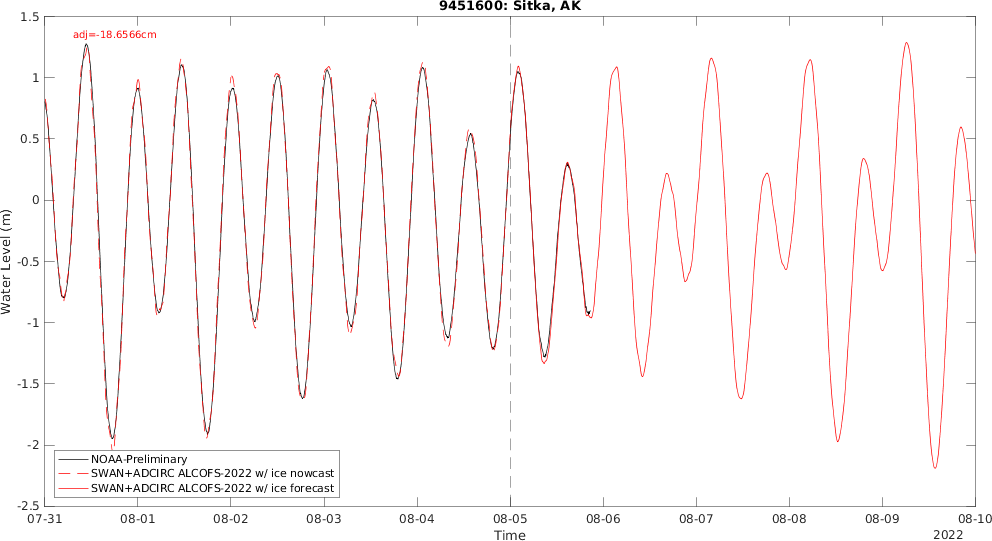 9451600: Sitka, AK
adj=-18.6566cm
1.5
1
0.5
0
-0.5
-1
-1.5
-2
-2.5
Water Level (m)
NOAA-Preliminary
SWAN+ADCIRC ALCOFS-2022 w/ ice nowcast
SWAN+ADCIRC ALCOFS-2022 w/ ice forecast
07-31 08-01 08-02 08-03 08-04 08-05 08-06 08-07 08-08 08-09 08-10
Time
2022